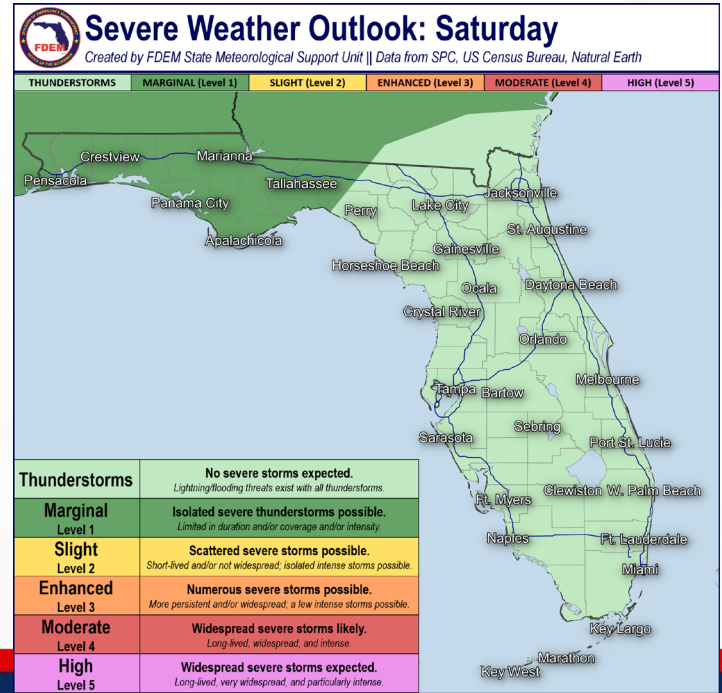 Severe Weather Outlook: Saturday
Created by FDEM State Meteorological Support Unit || Data from SPC, US Census Bureau, Natural Earth
FDEM
THUNDERSTORMS
MARGINAL (Level 1)
SLIGHT (Level 2)
ENHANCED (Level 3)
MODERATE (Level 4)
HIGH (Level 5)
Crestview
Marianna
Pensacola
Tallahassee
Panama City
Apalachicola
Perry
Lake City
Jacksonville
St. Augustine
Gainesville
Horseshoe Beach
Ocala
Daytona Beach
Crystal River
Orlando
Tampa
Bartow
Melbourne
Sebring
Sarasota
Port St. Lucie
Ft. Myers
Clewiston
W. Palm Beach
Naples
Ft. Lauderdale
Miami
Key Largo
Marathon
Key West
Thunderstorms
No severe storms expected.
Lightning/flooding threats exist with all thunderstorms.
Marginal
Level 1
Isolated severe thunderstorms possible.
Limited in duration and/or coverage and/or intensity.
Slight
Level 2
Scattered severe storms possible.
Short-lived and/or not widespread; isolated intense storms possible.
Enhanced
Level 3
Numerous severe storms possible.
More persistent and/or widespread; a few intense storms possible.
Moderate
Level 4
Widespread severe storms likely.
Long-lived, widespread, and intense.
High
Level 5
Widespread severe storms expected.
Long-lived, very widespread, and particularly intense.